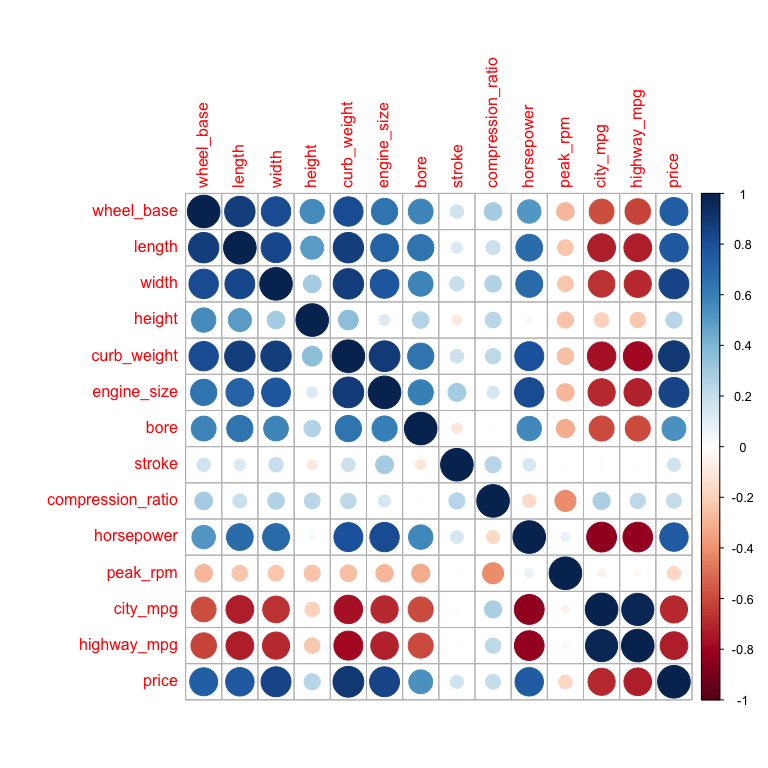 wheel_base
length
width
height
curb_weight
engine_size
bore
stroke
compression_ratio
horsepower
peak_rpm
city_mpg
highway_mpg
price
wheel_base
length
width
height
curb_weight
engine_size
bore
stroke
compression_ratio
horsepower
peak_rpm
city_mpg
highway_mpg
price
1
0.8
0.6
0.4
0.2
0
-0.2
-0.4
-0.6
-0.8
-1